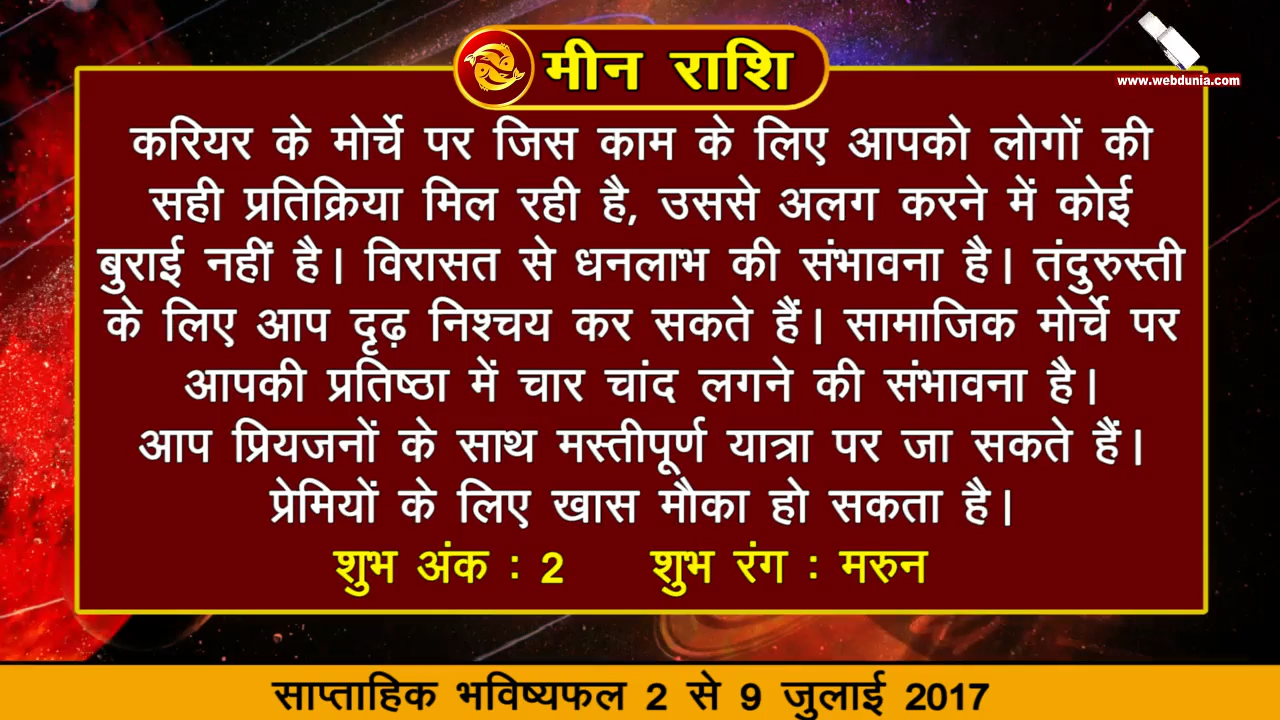 मीन राशि
www.webdunia.com
करियर के मोर्चे पर जिस काम के लिए आपको लोगों की
सही प्रतिक्रिया मिल रही है, उससे अलग करने में कोई
बुराई नहीं है। विरासत से धनलाभ की संभावना है। तंदुरुस्ती
के लिए आप दृढ़ निश्चय कर सकते हैं। सामाजिक मोर्चे पर
आपकी प्रतिष्ठा में चार चांद लगने की संभावना है।
आप प्रियजनों के साथ मस्तीपूर्ण यात्रा पर जा सकते हैं।
प्रेमियों के लिए खास मौका हो सकता है।
शुभ अंक : 2 शुभ रंग : मरुन
साप्ताहिक भविष्यफल 2 से 9 जुलाई 2017